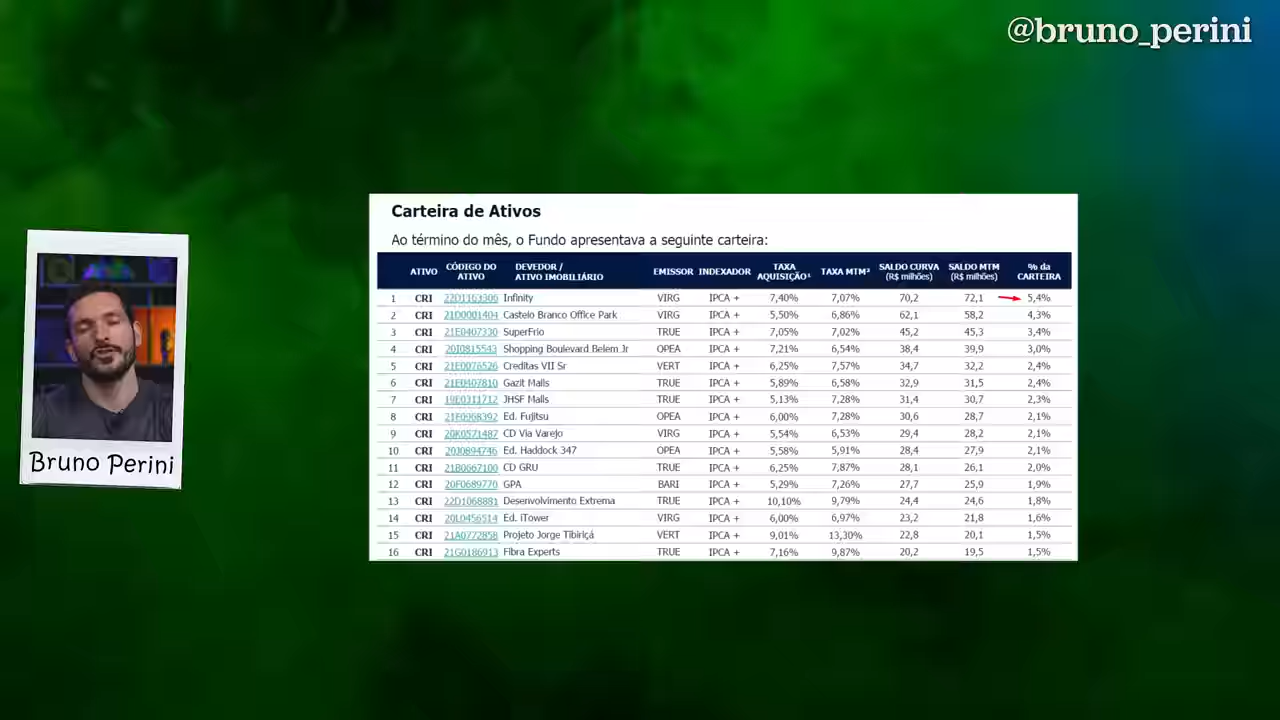 @bruno_perini
Carteira de Ativos
Ao término do mês, o Fundo apresentava a seguinte carteira:
ATIVO CÓDIGO DO ATIVO DEVEDOR / ATIVO IMOBILIÁRIO EMISSOR INDEXADOR TAXA AQUISIÇÃO¹ TAXA MTM² SALDO CURVA (R$ milhões) SALDO MTM (R$ milhões) % da CARTEIRA
1 CRI 22D1163306 Infinity VIRG IPCA + 7,40% 7,07% 70,2 72,1 5,4%
2 CRI 21D0001404 Castelo Branco Office Park VIRG IPCA + 5,50% 6,86% 62,1 58,2 4,3%
3 CRI 21E0407330 SuperFrio TRUE IPCA + 7,05% 7,02% 45,2 45,3 3,4%
4 CRI 20J0815543 Shopping Boulevard Belem Jr OPEA IPCA + 7,21% 6,54% 38,4 39,9 3,0%
5 CRI 21E0076526 Creditas VII Sr VERT IPCA + 6,25% 7,57% 34,7 32,2 2,4%
6 CRI 21E0407810 Gazit Malls TRUE IPCA + 5,89% 6,58% 32,9 31,5 2,4%
7 CRI 19E0311712 JHSF Malls TRUE IPCA + 5,13% 7,28% 31,4 30,7 2,3%
8 CRI Ed. Fujitsu OPEA IPCA + 6,00% 7,28% 30,6 28,7 2,1%
9 CRI 20K0571487 CD Via Varejo VIRG IPCA + 5,54% 6,53% 29,4 28,2 2,1%
10 CRI 20J0894746 Ed. Haddock 347 OPEA IPCA + 5,58% 5,91% 28,4 27,9 2,1%
11 CRI 21B0667100 CD GRU TRUE IPCA + 6,25% 7,87% 28,1 26,1 2,0%
12 CRI 20F0689770 GPA BARI IPCA + 5,29% 7,26% 27,7 25,9 1,9%
13 CRI 22D1068881 Desenvolvimento Extrema TRUE IPCA + 10,10% 9,79% 24,4 24,6 1,8%
14 CRI 20L0456514 Ed. iTower VIRG IPCA + 6,00% 6,97% 23,2 21,8 1,6%
15 CRI 21A0772858 Projeto Jorge Tibiriçá VERT IPCA + 9,01% 13,30% 22,8 20,1 1,5%
16 CRI 21G0186913 Fibra Experts TRUE IPCA + 7,16% 9,87% 20,2 19,5 1,5%
Bruno Perini